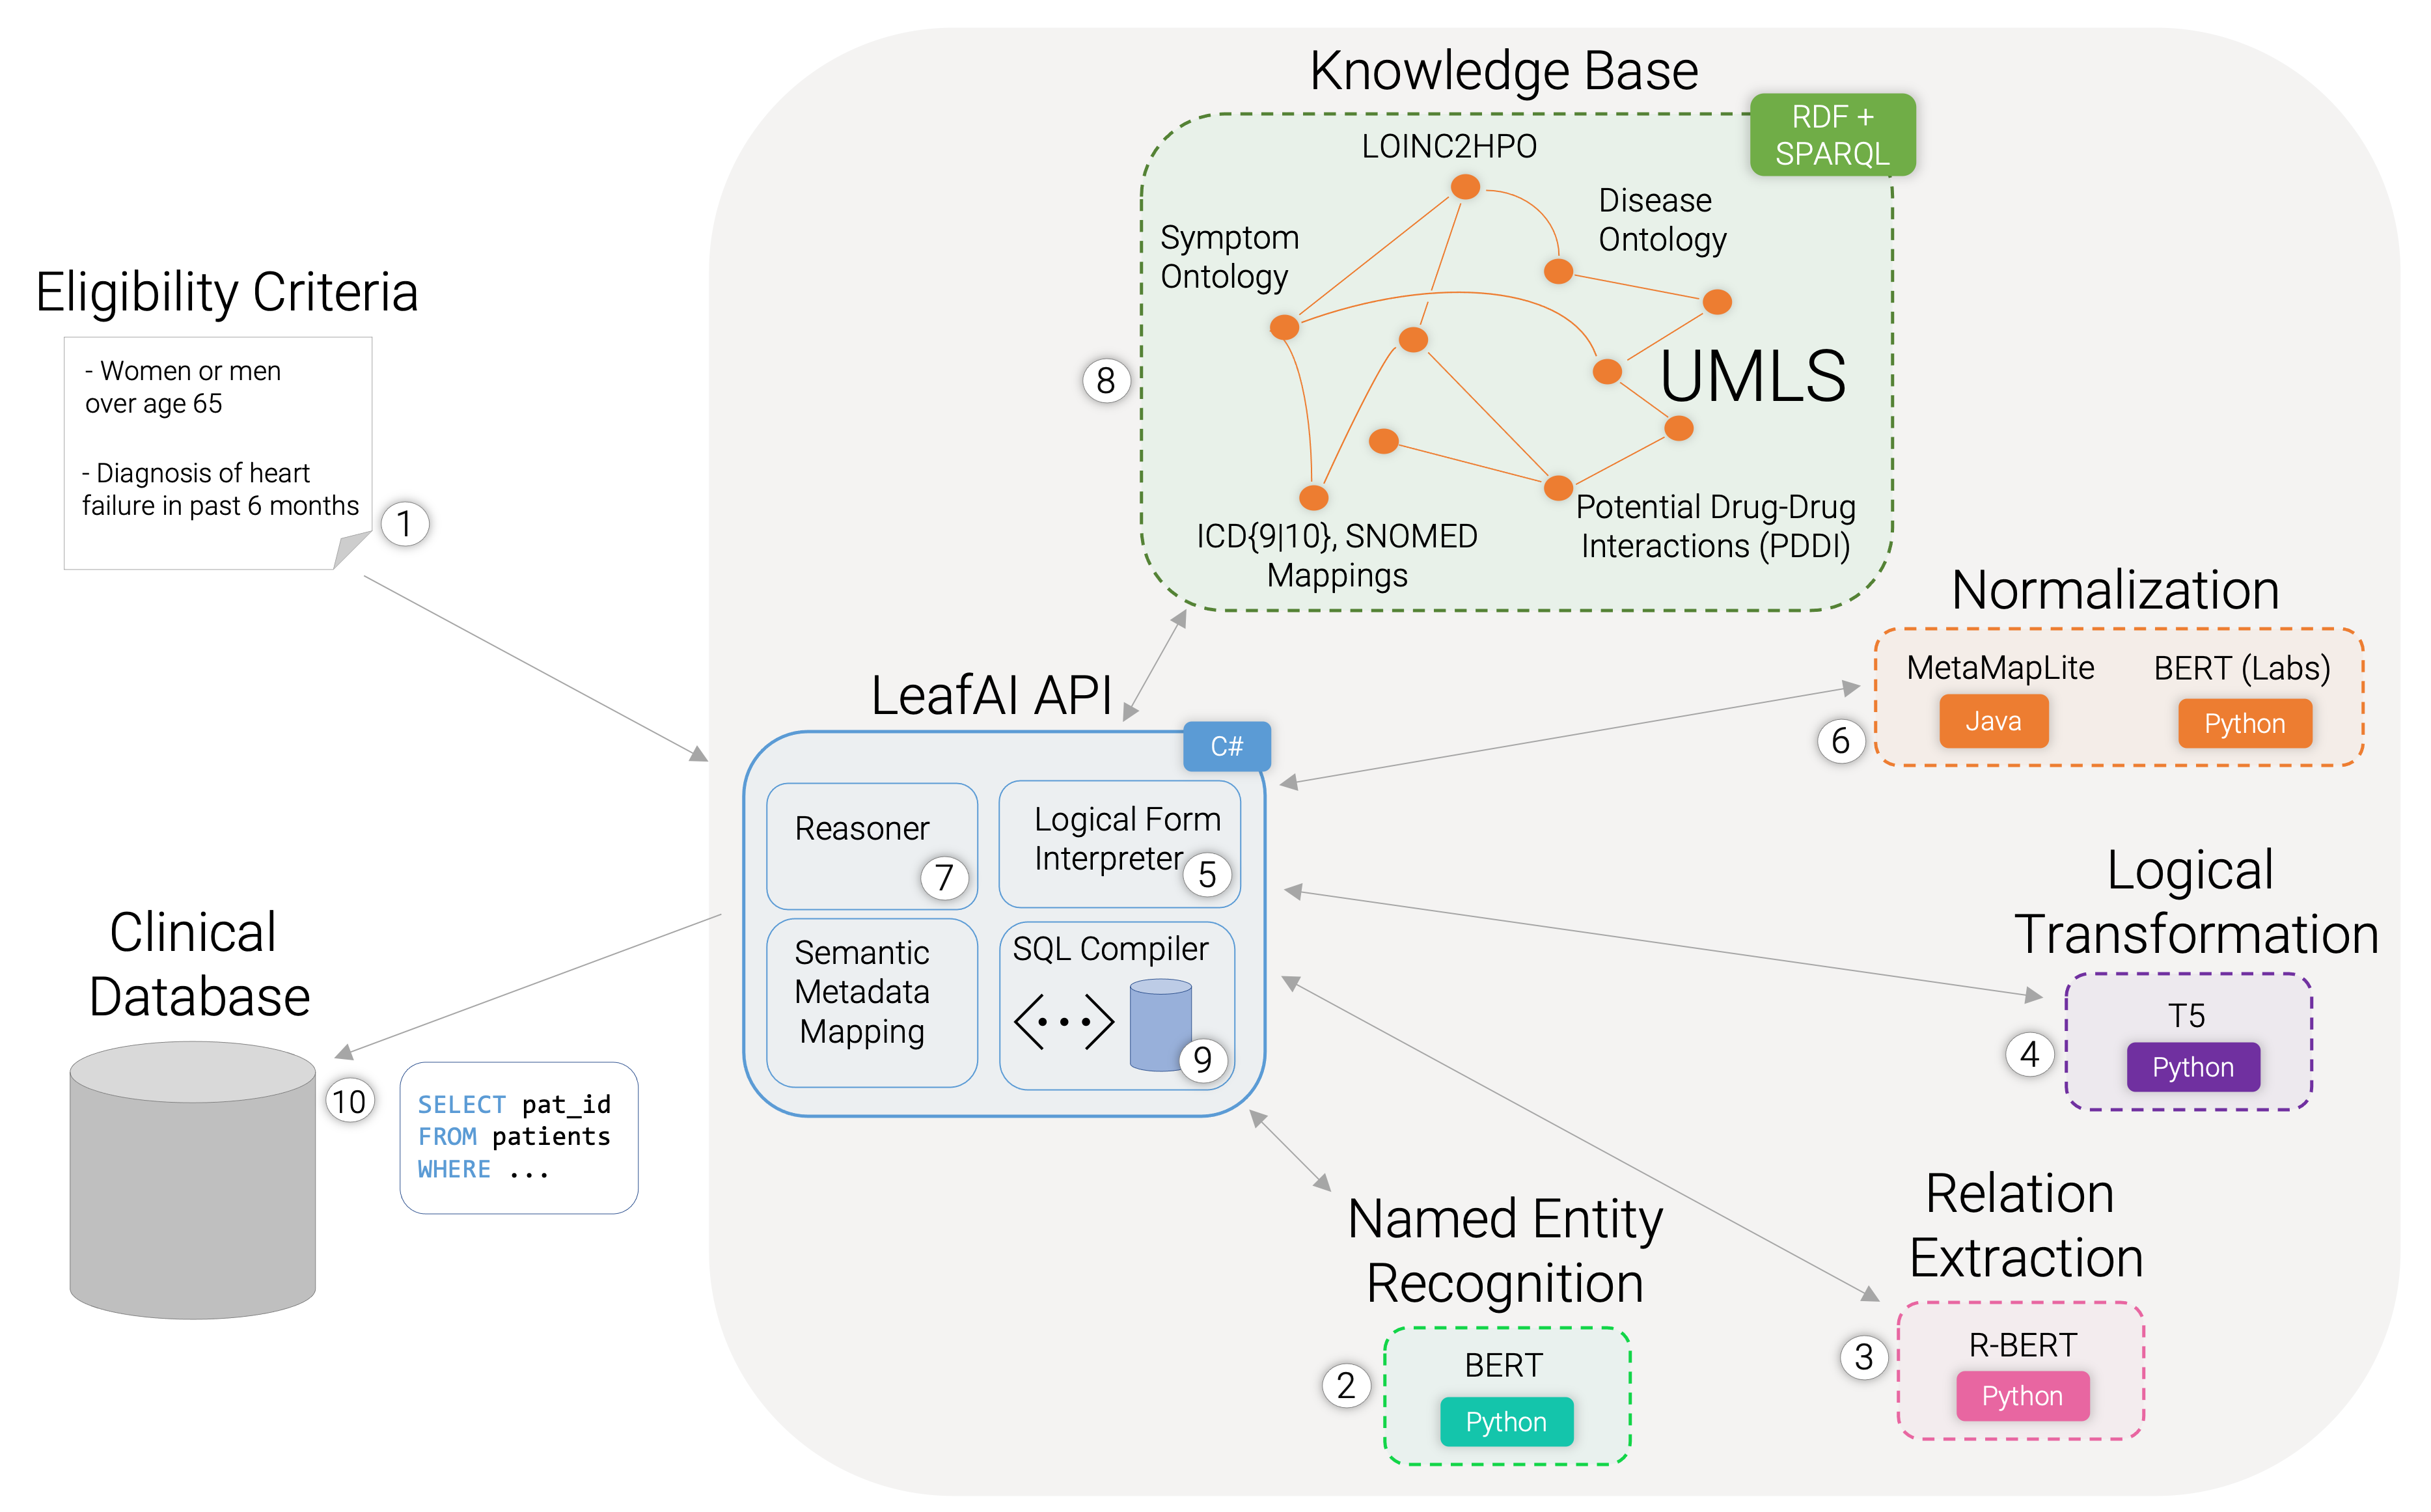 Knowledge Base
RDF +
SPARQL
LOINC2HPO
Disease
Ontology
Symptom
Ontology
UMLS
8
Potential Drug-Drug
Interactions (PDDI)
ICD{9|10}, SNOMED
Mappings
Eligibility Criteria
- Women or men
over age 65
- Diagnosis of heart
failure in past 6 months
1
Normalization
MetaMapLite
Java
BERT (Labs)
Python
6
LeafAI API
C#
Reasoner
7
Logical Form
Interpreter
5
Semantic
Metadata
Mapping
SQL Compiler
9
Logical
Transformation
T5
Python
4
Clinical
Database
10
SELECT pat_id
FROM patients
WHERE ...
Named Entity
Recognition
BERT
Python
2
Relation
Extraction
R-BERT
Python
3